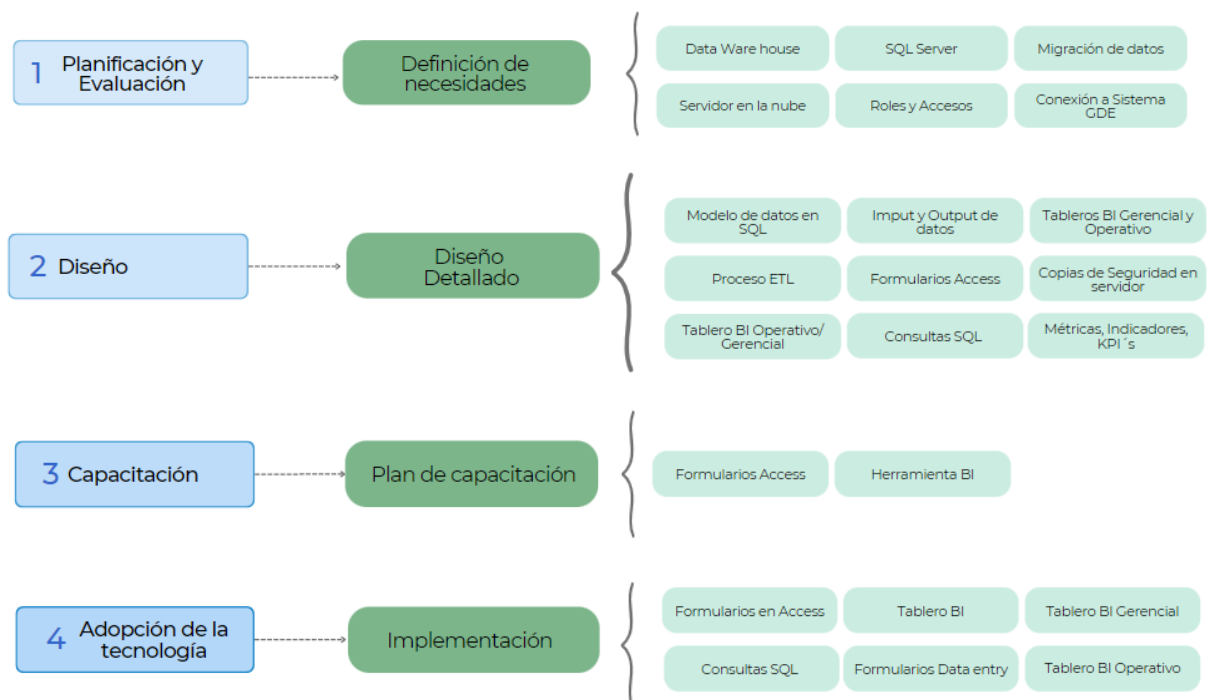 1 Planificación y
Evaluación
Definición de
necesidades
Data Ware house
SQL Server
Migración de datos
Servidor en la nube
Roles y Accesos
Conexión a Sistema
GDE
2 Diseño
Diseño
Detallado
Modelo de datos en
SQL
Imput y Output de
datos
Tableros BI Gerencial y
Operativo
Proceso ETL
Formularios Access
Copias de Seguridad en
servidor
Tablero BI Operativo/
Gerencial
Consultas SQL
Métricas, Indicadores,
KPI´s
3 Capacitación
Plan de capacitación
Formularios Access
Herramienta BI
4 Adopción de la
tecnología
Implementación
Formularios en Access
Tablero BI
Tablero BI Gerencial
Consultas SQL
Formularios Data entry
Tablero BI Operativo